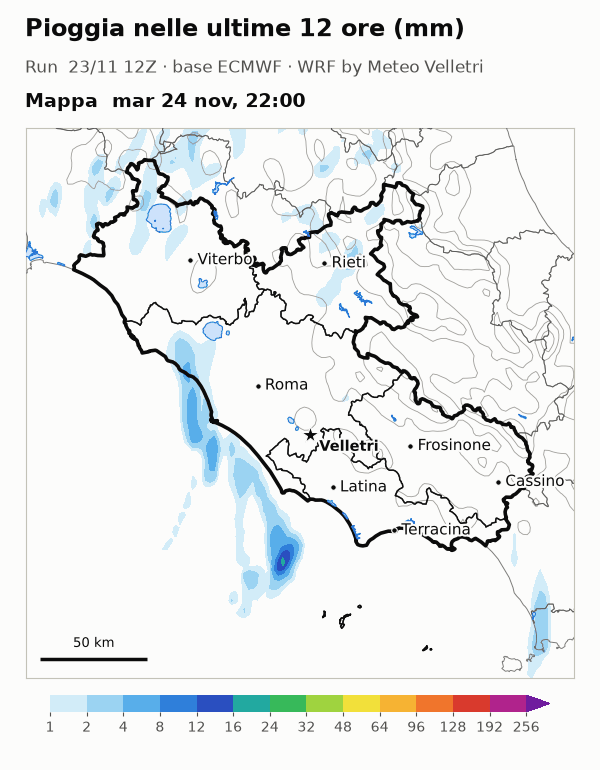 Pioggia nelle ultime 12 ore (mm)
Run  23/11 12Z · base ECMWF · WRF by Meteo Velletri
Mappa  mar 24 nov, 22:00
Viterbo
Rieti
Roma
Velletri
Frosinone
Cassino
Latina
Terracina
50 km
1 2 4 8 12 16 24 32 48 64 96 128 192 256